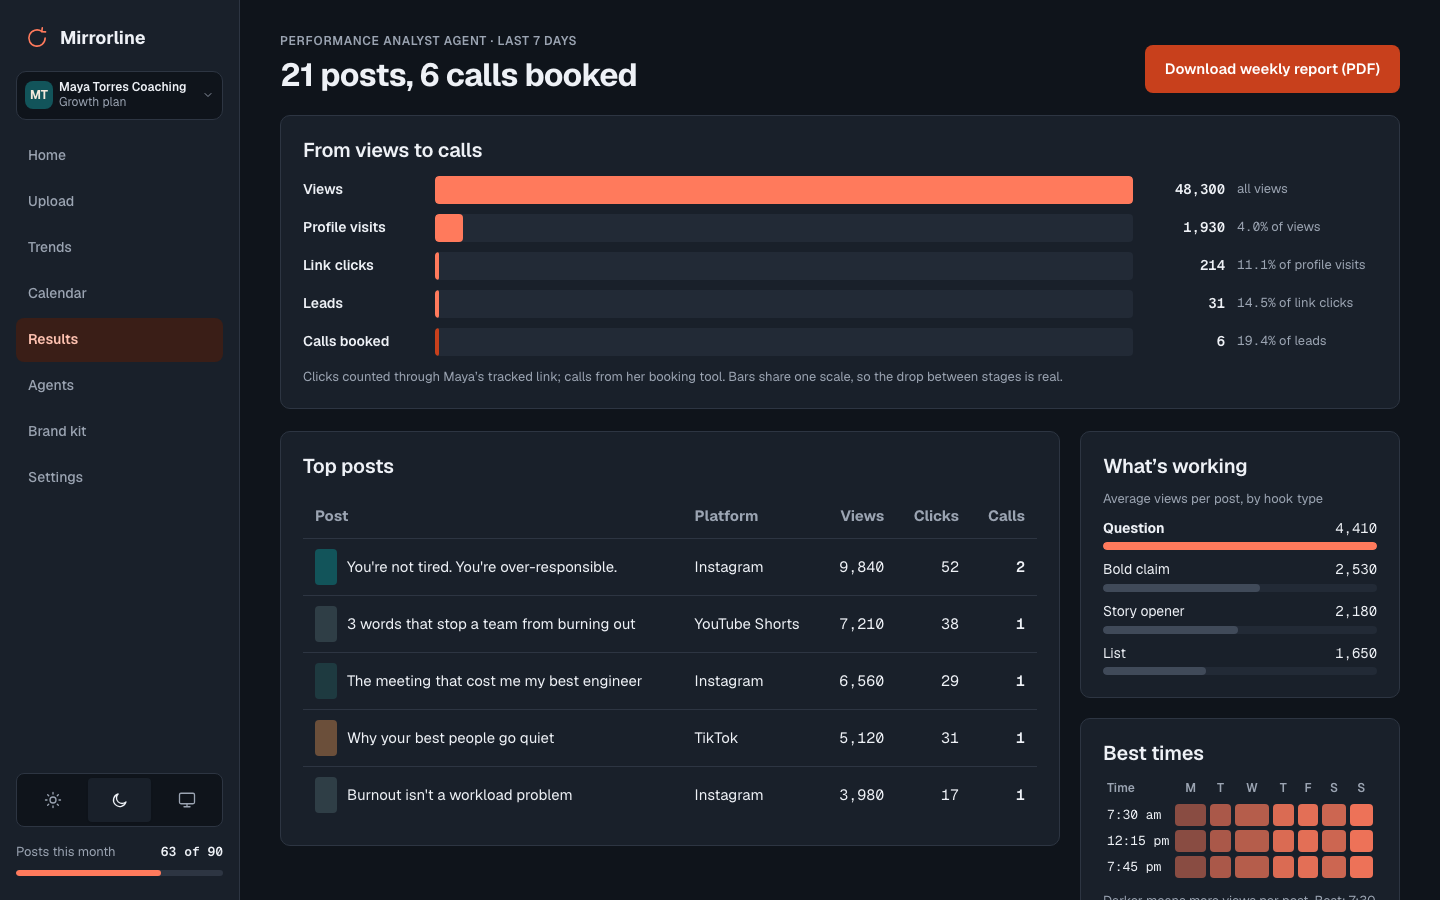 Mirrorline
MT
Maya Torres Coaching
Growth plan
Home
Upload
Trends
Calendar
Results
Agents
Brand kit
Settings
Posts this month 63 of 90
PERFORMANCE ANALYST AGENT · LAST 7 DAYS
21 posts, 6 calls booked
Download weekly report (PDF)
From views to calls
Views 48,300 all views
Profile visits 1,930 4.0% of views
Link clicks 214 11.1% of profile visits
Leads 31 14.5% of link clicks
Calls booked 6 19.4% of leads
Clicks counted through Maya’s tracked link; calls from her booking tool. Bars share one scale, so the drop between stages is real.
Top posts
Post Platform Views Clicks Calls
You're not tired. You're over-responsible. Instagram 9,840 52 2
3 words that stop a team from burning out YouTube Shorts 7,210 38 1
The meeting that cost me my best engineer Instagram 6,560 29 1
Why your best people go quiet TikTok 5,120 31 1
Burnout isn't a workload problem Instagram 3,980 17 1
What’s working
Average views per post, by hook type
Question 4,410
Bold claim 2,530
Story opener 2,180
List 1,650
Best times
Time M T W T F S S
7:30 am
12:15 pm
7:45 pm
Darker means more views per post. Best: 7:30